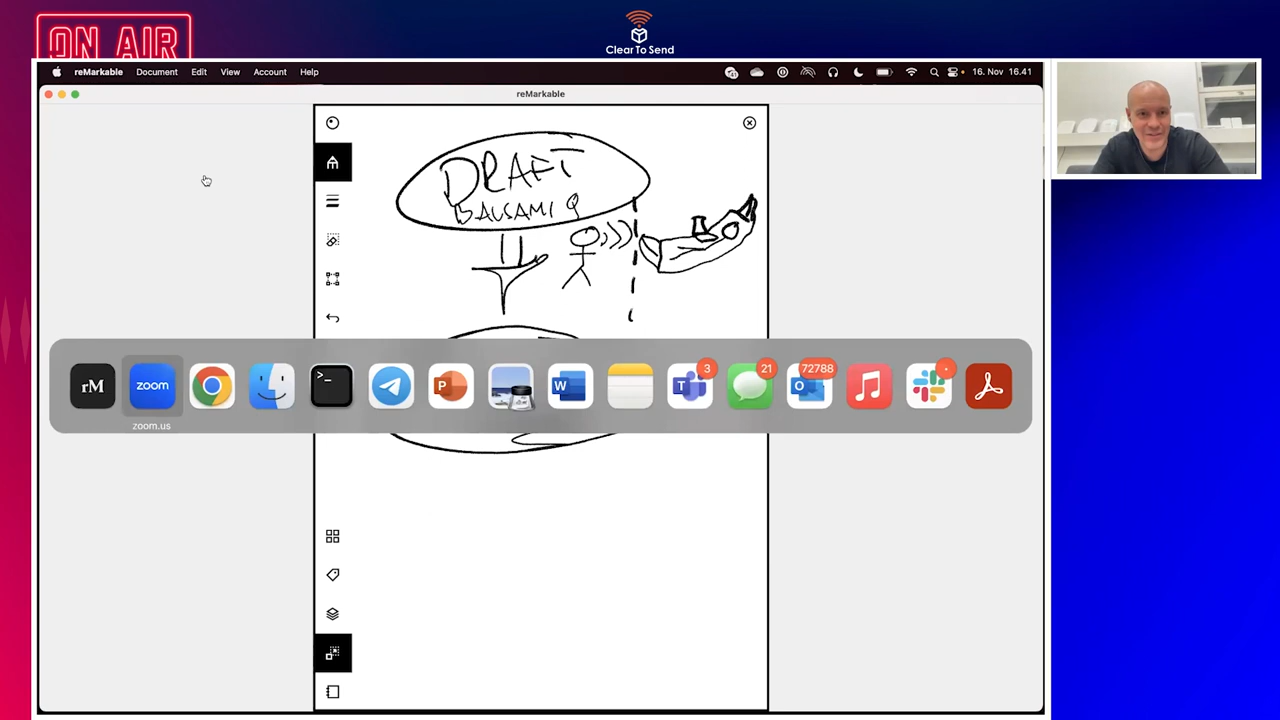 ON AIR
Clear To Send
reMarkable Document Edit View Account Help 16. Nov 16.41
reMarkable
DRAFT
BALSAMIQ
rM zoom >_ P W T 3 21 O 72788
zoom.us